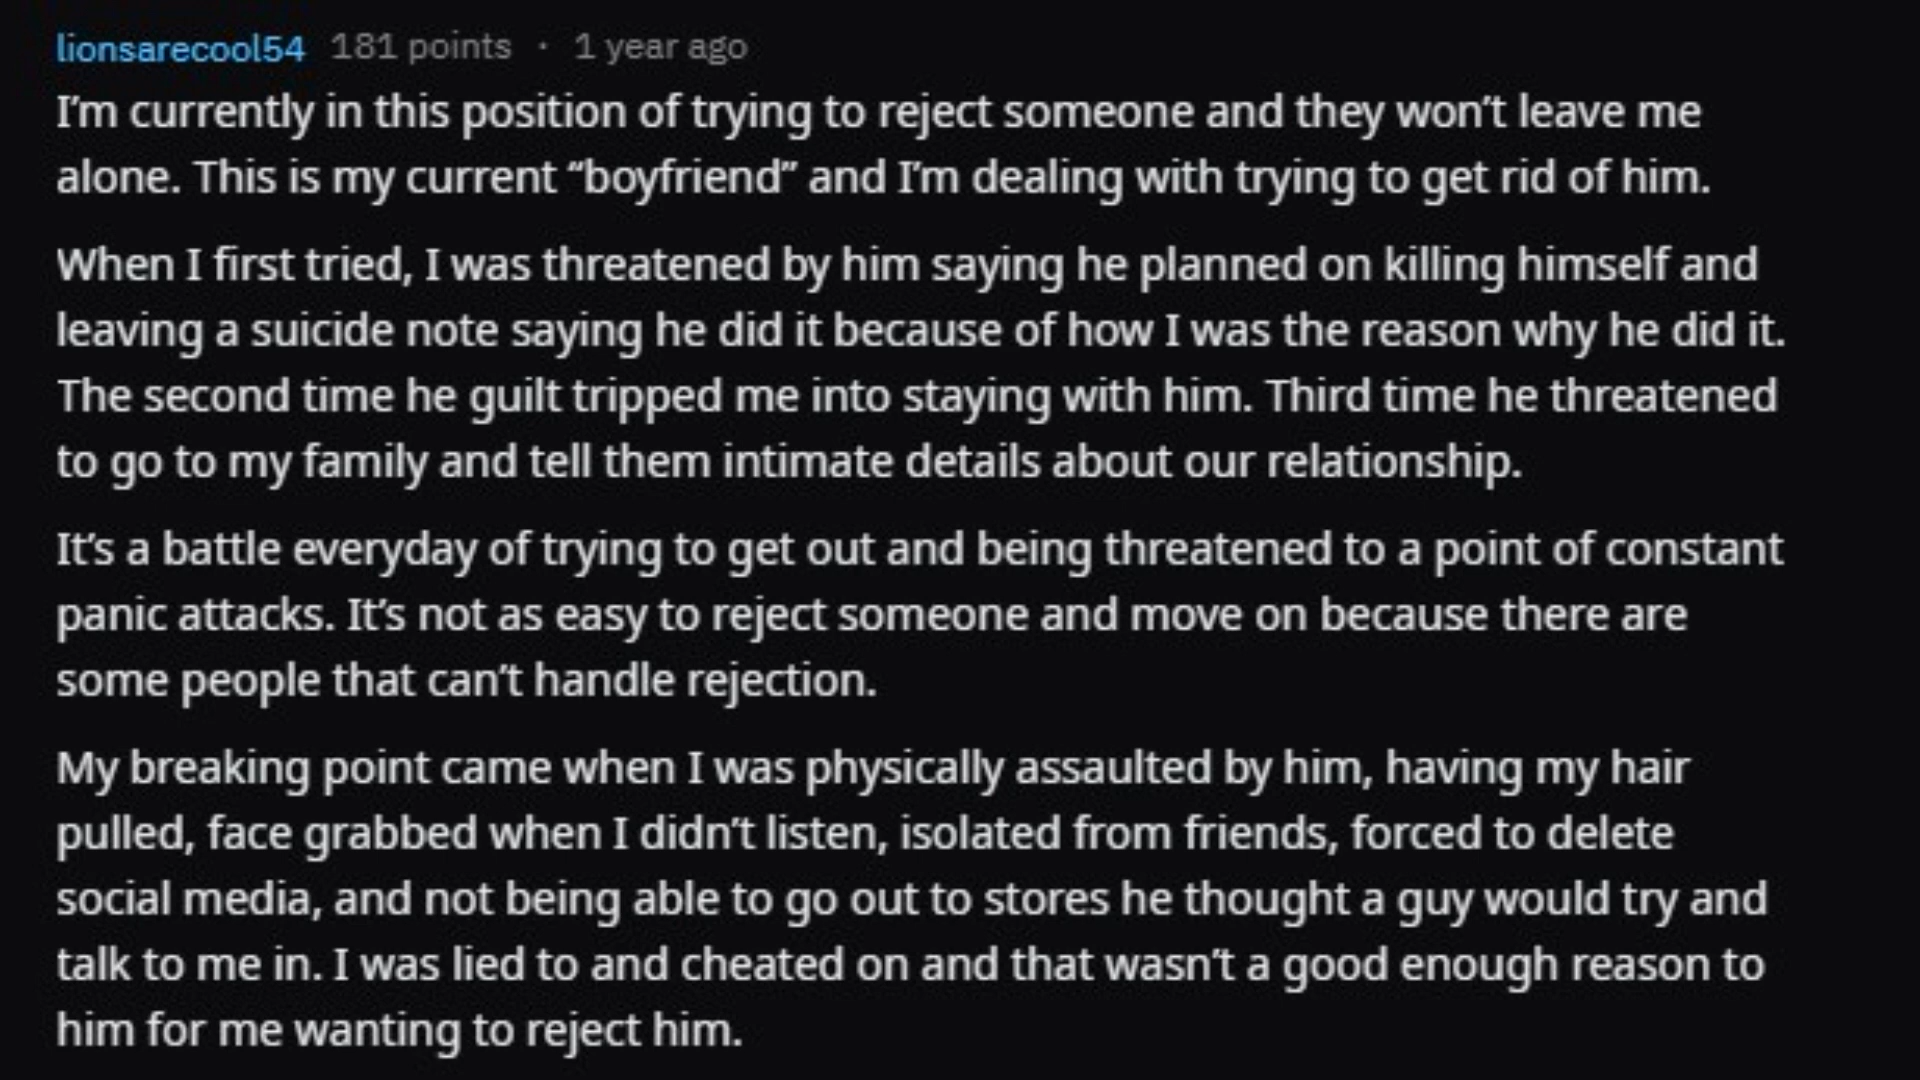 lionsarecool54 181 points · 1 year ago
I’m currently in this position of trying to reject someone and they won’t leave me
alone. This is my current “boyfriend” and I’m dealing with trying to get rid of him.
When I first tried, I was threatened by him saying he planned on killing himself and
leaving a suicide note saying he did it because of how I was the reason why he did it.
The second time he guilt tripped me into staying with him. Third time he threatened
to go to my family and tell them intimate details about our relationship.
It’s a battle everyday of trying to get out and being threatened to a point of constant
panic attacks. It’s not as easy to reject someone and move on because there are
some people that can’t handle rejection.
My breaking point came when I was physically assaulted by him, having my hair
pulled, face grabbed when I didn’t listen, isolated from friends, forced to delete
social media, and not being able to go out to stores he thought a guy would try and
talk to me in. I was lied to and cheated on and that wasn’t a good enough reason to
him for me wanting to reject him.